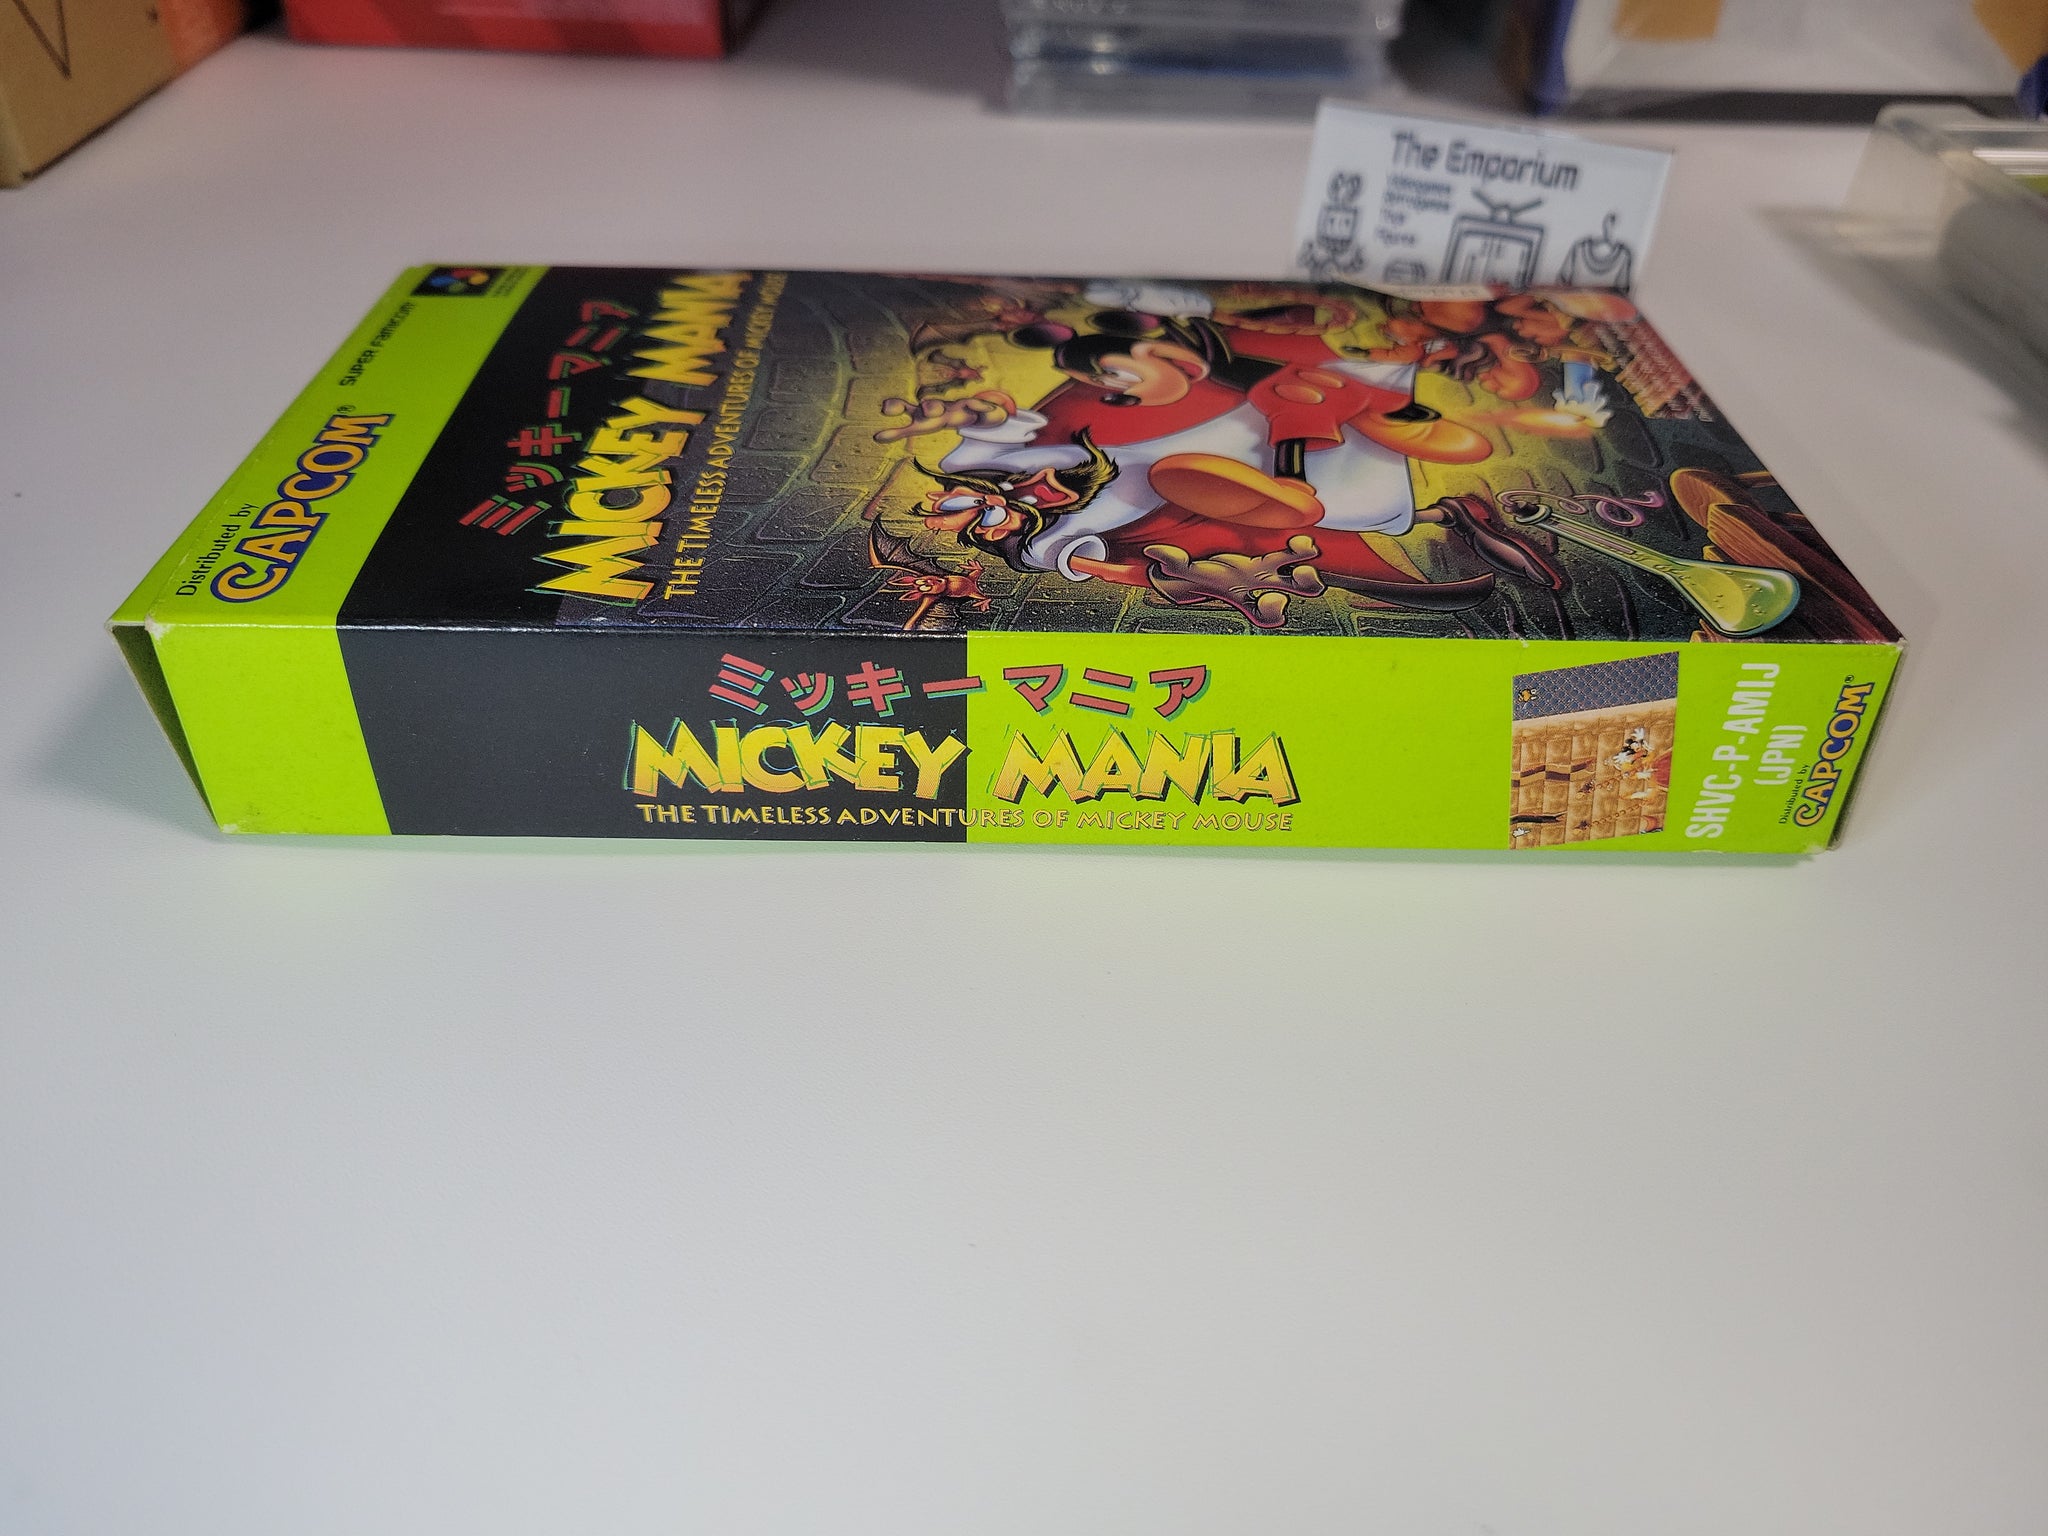 The Emporium
SUPER FAMICOM
Distributed by
CAPCOM®
ミッキーマニア
MICKEY MANIA
THE TIMELESS ADVENTURES OF MICKEY MOUSE
ミッキーマニア
MICKEY MANIA
THE TIMELESS ADVENTURES OF MICKEY MOUSE
SHVC-P-AMIJ
(JPN)
Distributed by
CAPCOM®